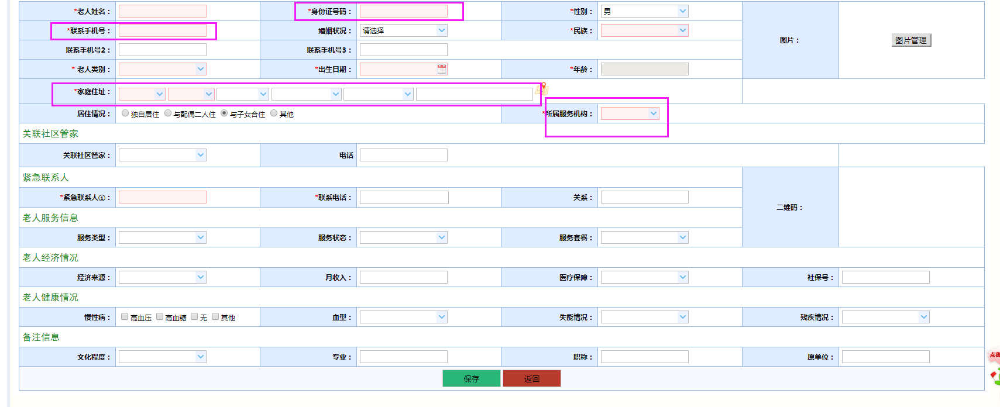 *老人姓名： *身份证号码： *性别： 男
*联系手机号： 婚姻状况： 请选择 *民族： 图片： 图片管理
联系手机号2： 联系手机号3：
* 老人类别： *出生日期： *年龄：
*家庭住址：
居住情况： 独自居住 与配偶二人住 与子女合住 其他 *所属服务机构：
关联社区管家
关联社区管家： 电话
紧急联系人
*紧急联系人①： *联系电话： 关系： 二维码：
老人服务信息
服务类型： 服务状态： 服务套餐：
老人经济情况
经济来源： 月收入： 医疗保障： 社保号：
老人健康情况
慢性病： 高血压 高血糖 无 其他 血型： 失能情况： 残疾情况：
备注信息
文化程度： 专业： 职称： 原单位：
点我
保存 返回